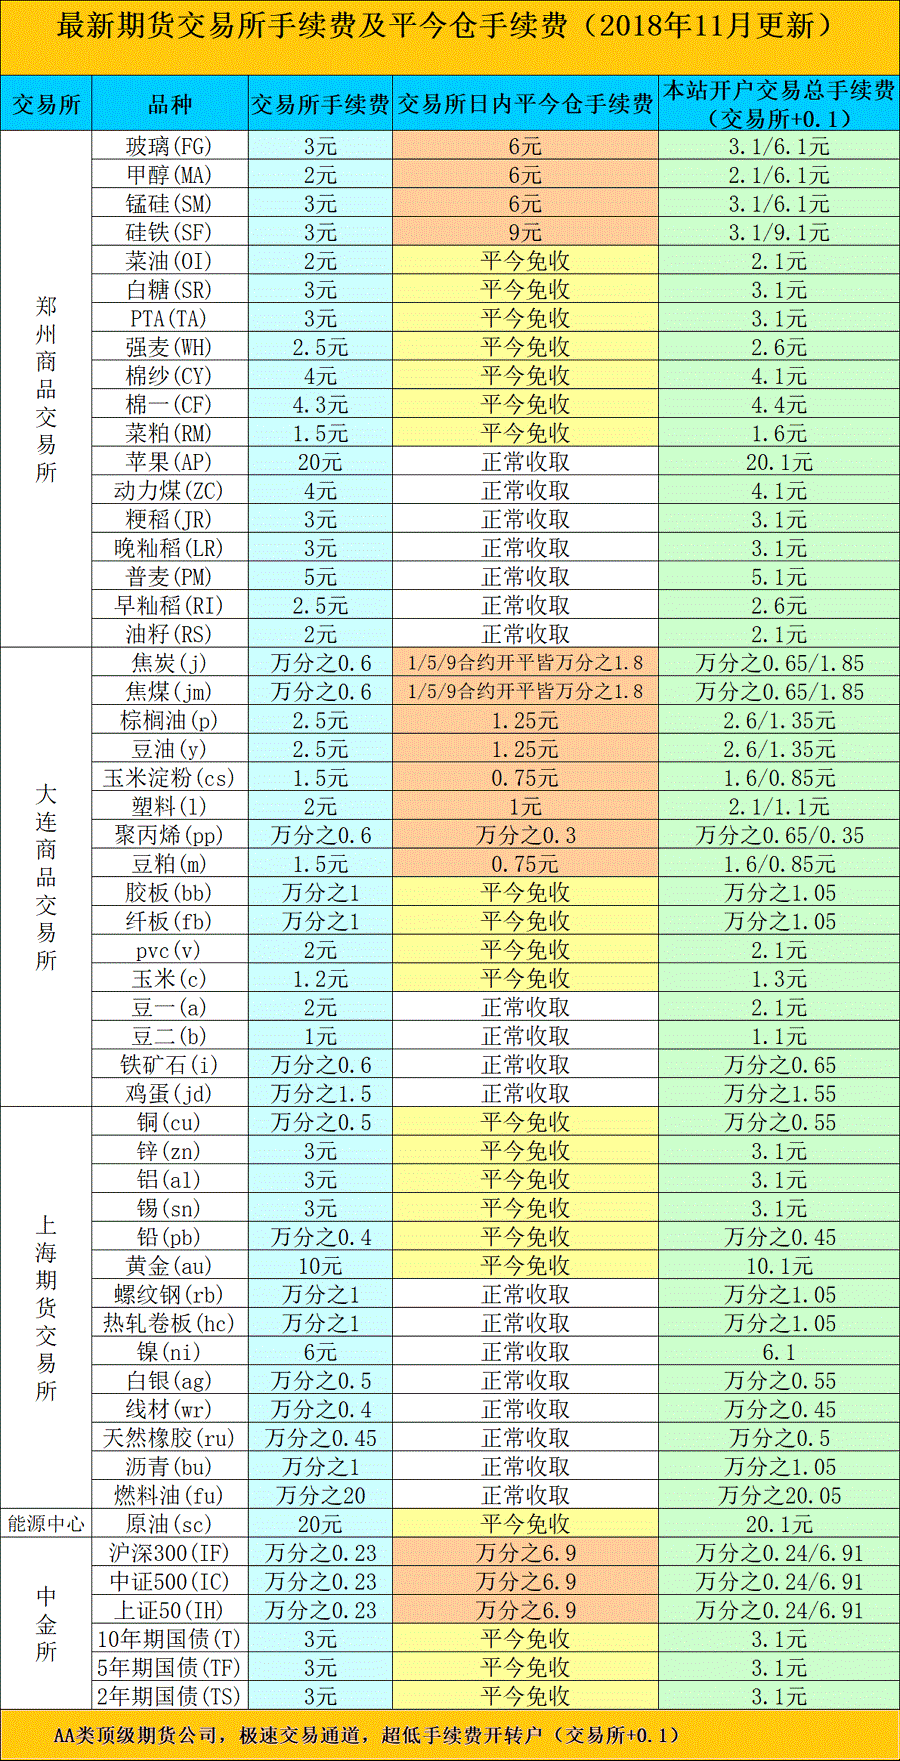 最新期货交易所手续费及平今仓手续费（2018年11月更新）
交易所 品种 交易所手续费 交易所日内平今仓手续费 本站开户交易总手续费（交易所+0.1）
郑州商品交易所
玻璃(FG) 3元 6元 3.1/6.1元
甲醇(MA) 2元 6元 2.1/6.1元
锰硅(SM) 3元 6元 3.1/6.1元
硅铁(SF) 3元 9元 3.1/9.1元
菜油(OI) 2元 平今免收 2.1元
白糖(SR) 3元 平今免收 3.1元
PTA(TA) 3元 平今免收 3.1元
强麦(WH) 2.5元 平今免收 2.6元
棉纱(CY) 4元 平今免收 4.1元
棉一(CF) 4.3元 平今免收 4.4元
菜粕(RM) 1.5元 平今免收 1.6元
苹果(AP) 20元 正常收取 20.1元
动力煤(ZC) 4元 正常收取 4.1元
粳稻(JR) 3元 正常收取 3.1元
晚籼稻(LR) 3元 正常收取 3.1元
普麦(PM) 5元 正常收取 5.1元
早籼稻(RI) 2.5元 正常收取 2.6元
油籽(RS) 2元 正常收取 2.1元
大连商品交易所
焦炭(j) 万分之0.6 1/5/9合约开平皆万分之1.8 万分之0.65/1.85
焦煤(jm) 万分之0.6 1/5/9合约开平皆万分之1.8 万分之0.65/1.85
棕榈油(p) 2.5元 1.25元 2.6/1.35元
豆油(y) 2.5元 1.25元 2.6/1.35元
玉米淀粉(cs) 1.5元 0.75元 1.6/0.85元
塑料(l) 2元 1元 2.1/1.1元
聚丙烯(pp) 万分之0.6 万分之0.3 万分之0.65/0.35
豆粕(m) 1.5元 0.75元 1.6/0.85元
胶板(bb) 万分之1 平今免收 万分之1.05
纤板(fb) 万分之1 平今免收 万分之1.05
pvc(v) 2元 平今免收 2.1元
玉米(c) 1.2元 平今免收 1.3元
豆一(a) 2元 正常收取 2.1元
豆二(b) 1元 正常收取 1.1元
铁矿石(i) 万分之0.6 正常收取 万分之0.65
鸡蛋(jd) 万分之1.5 正常收取 万分之1.55
上海期货交易所
铜(cu) 万分之0.5 平今免收 万分之0.55
锌(zn) 3元 平今免收 3.1元
铝(al) 3元 平今免收 3.1元
锡(sn) 3元 平今免收 3.1元
铅(pb) 万分之0.4 平今免收 万分之0.45
黄金(au) 10元 平今免收 10.1元
螺纹钢(rb) 万分之1 正常收取 万分之1.05
热轧卷板(hc) 万分之1 正常收取 万分之1.05
镍(ni) 6元 正常收取 6.1
白银(ag) 万分之0.5 正常收取 万分之0.55
线材(wr) 万分之0.4 正常收取 万分之0.45
天然橡胶(ru) 万分之0.45 正常收取 万分之0.5
沥青(bu) 万分之1 正常收取 万分之1.05
燃料油(fu) 万分之20 正常收取 万分之20.05
能源中心 原油(sc) 20元 平今免收 20.1元
中金所
沪深300(IF) 万分之0.23 万分之6.9 万分之0.24/6.91
中证500(IC) 万分之0.23 万分之6.9 万分之0.24/6.91
上证50(IH) 万分之0.23 万分之6.9 万分之0.24/6.91
10年期国债(T) 3元 平今免收 3.1元
5年期国债(TF) 3元 平今免收 3.1元
2年期国债(TS) 3元 平今免收 3.1元
AA类顶级期货公司，极速交易通道，超低手续费开转户（交易所+0.1）